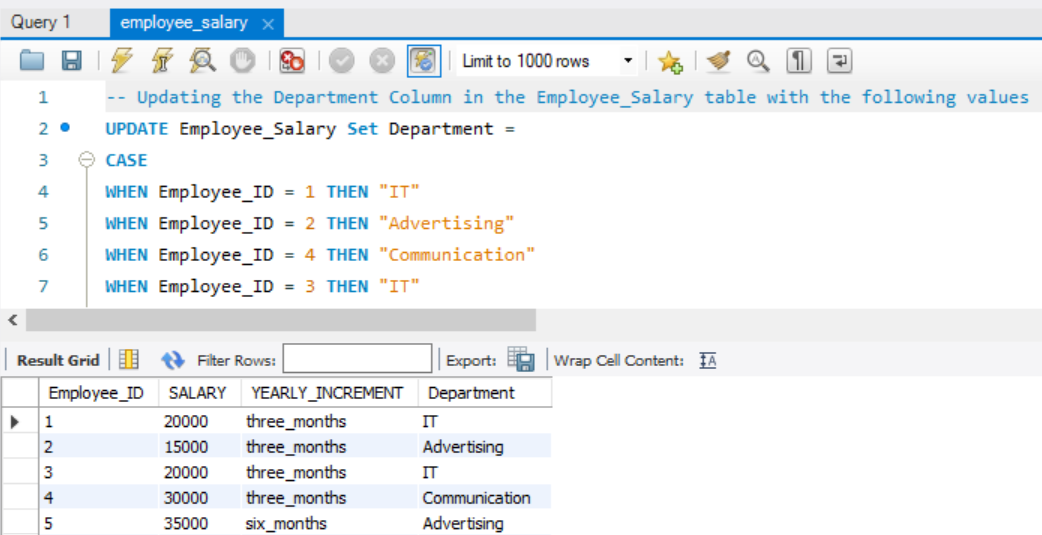 Query 1 employee_salary ×
Limit to 1000 rows
1 -- Updating the Department Column in the Employee_Salary table with the following values
2 UPDATE Employee_Salary Set Department =
3 CASE
4 WHEN Employee_ID = 1 THEN "IT"
5 WHEN Employee_ID = 2 THEN "Advertising"
6 WHEN Employee_ID = 4 THEN "Communication"
7 WHEN Employee_ID = 3 THEN "IT"
Result Grid Filter Rows: Export: Wrap Cell Content:
Employee_ID SALARY YEARLY_INCREMENT Department
1 20000 three_months IT
2 15000 three_months Advertising
3 20000 three_months IT
4 30000 three_months Communication
5 35000 six_months Advertising